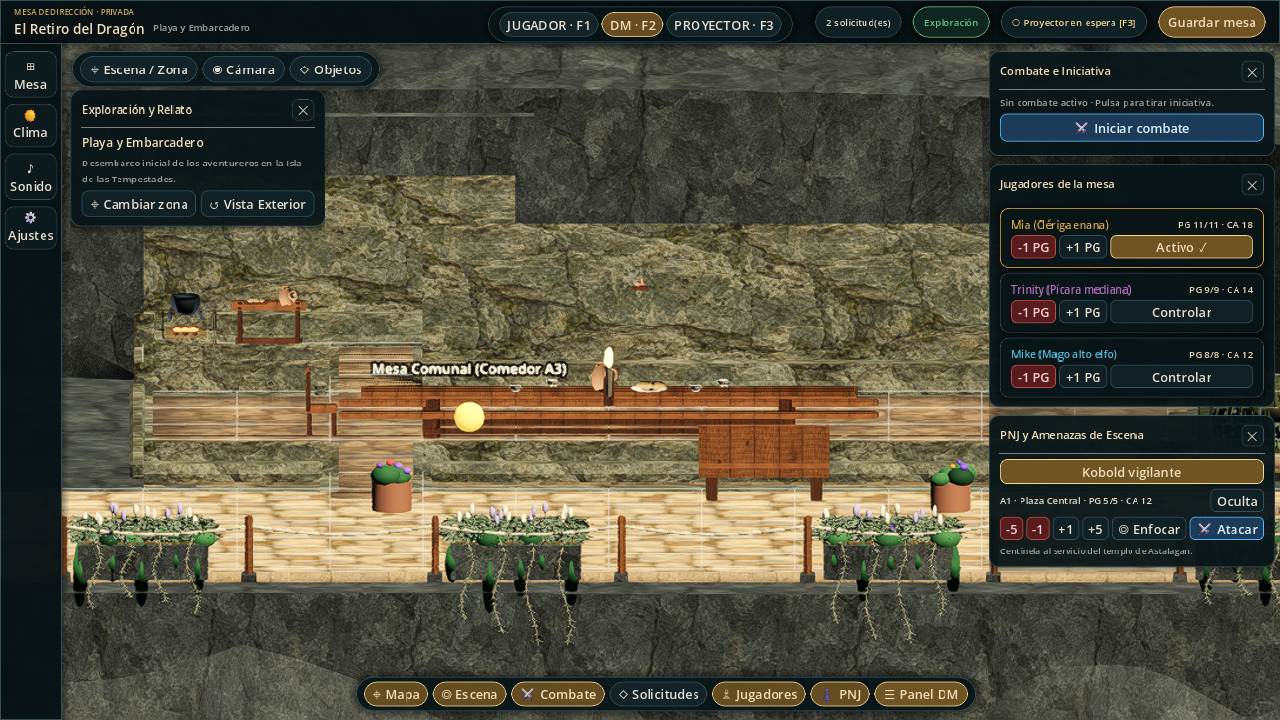 MESA DE DIRECCIÓN · PRIVADA
El Retiro del Dragón Playa y Embarcadero
JUGADOR · F1 DM · F2 PROYECTOR · F3
2 solicitud(es) Exploración Proyector en espera [F3] Guardar mesa
Mesa
Clima
Sonido
Ajustes
Escena / Zona Cámara Objetos
Exploración y Relato
Playa y Embarcadero
Desembarco inicial de los aventureros en la Isla
de las Tempestades.
Cambiar zona Vista Exterior
Mesa Comunal (Comedor A3)
Combate e Iniciativa
Sin combate activo · Pulsa para tirar iniciativa.
Iniciar combate
Jugadores de la mesa
Mia (Clériga enana) PG 11/11 · CA 18
-1 PG +1 PG Activo ✓
Trinity (Pícara mediana) PG 9/9 · CA 14
-1 PG +1 PG Controlar
Mike (Mago alto elfo) PG 8/8 · CA 12
-1 PG +1 PG Controlar
PNJ y Amenazas de Escena
Kobold vigilante
A1 · Plaza Central · PG 5/5 · CA 12 Oculta
-5 -1 +1 +5 Enfocar Atacar
Centinela al servicio del templo de Astalagan.
Mapa Escena Combate Solicitudes Jugadores PNJ Panel DM